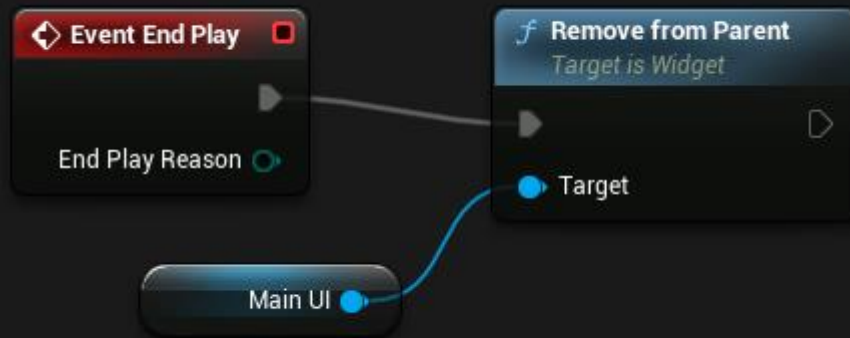 Event End Play
End Play Reason
Main UI
f Remove from Parent
Target is Widget
Target